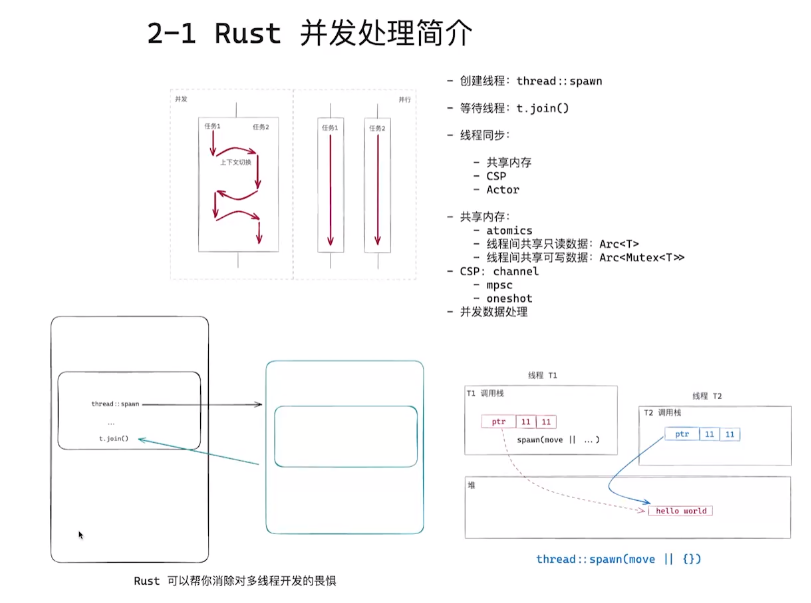 2-1 Rust 并发处理简介
并发
并行
任务1
任务2
上下文切换
任务1
任务2
- 创建线程: thread::spawn
- 等待线程: t.join()
- 线程同步:
- 共享内存
- CSP
- Actor
- 共享内存:
- atomics
- 线程间共享只读数据: Arc<T>
- 线程间共享可写数据: Arc<Mutex<T>>
- CSP: channel
- mpsc
- oneshot
- 并发数据处理
thread::spawn
...
t.join()
Rust 可以帮你消除对多线程开发的畏惧
线程 T1
T1 调用栈
ptr 11 11
spawn(move || ...)
线程 T2
T2 调用栈
ptr 11 11
堆
hello world
thread::spawn(move || {})